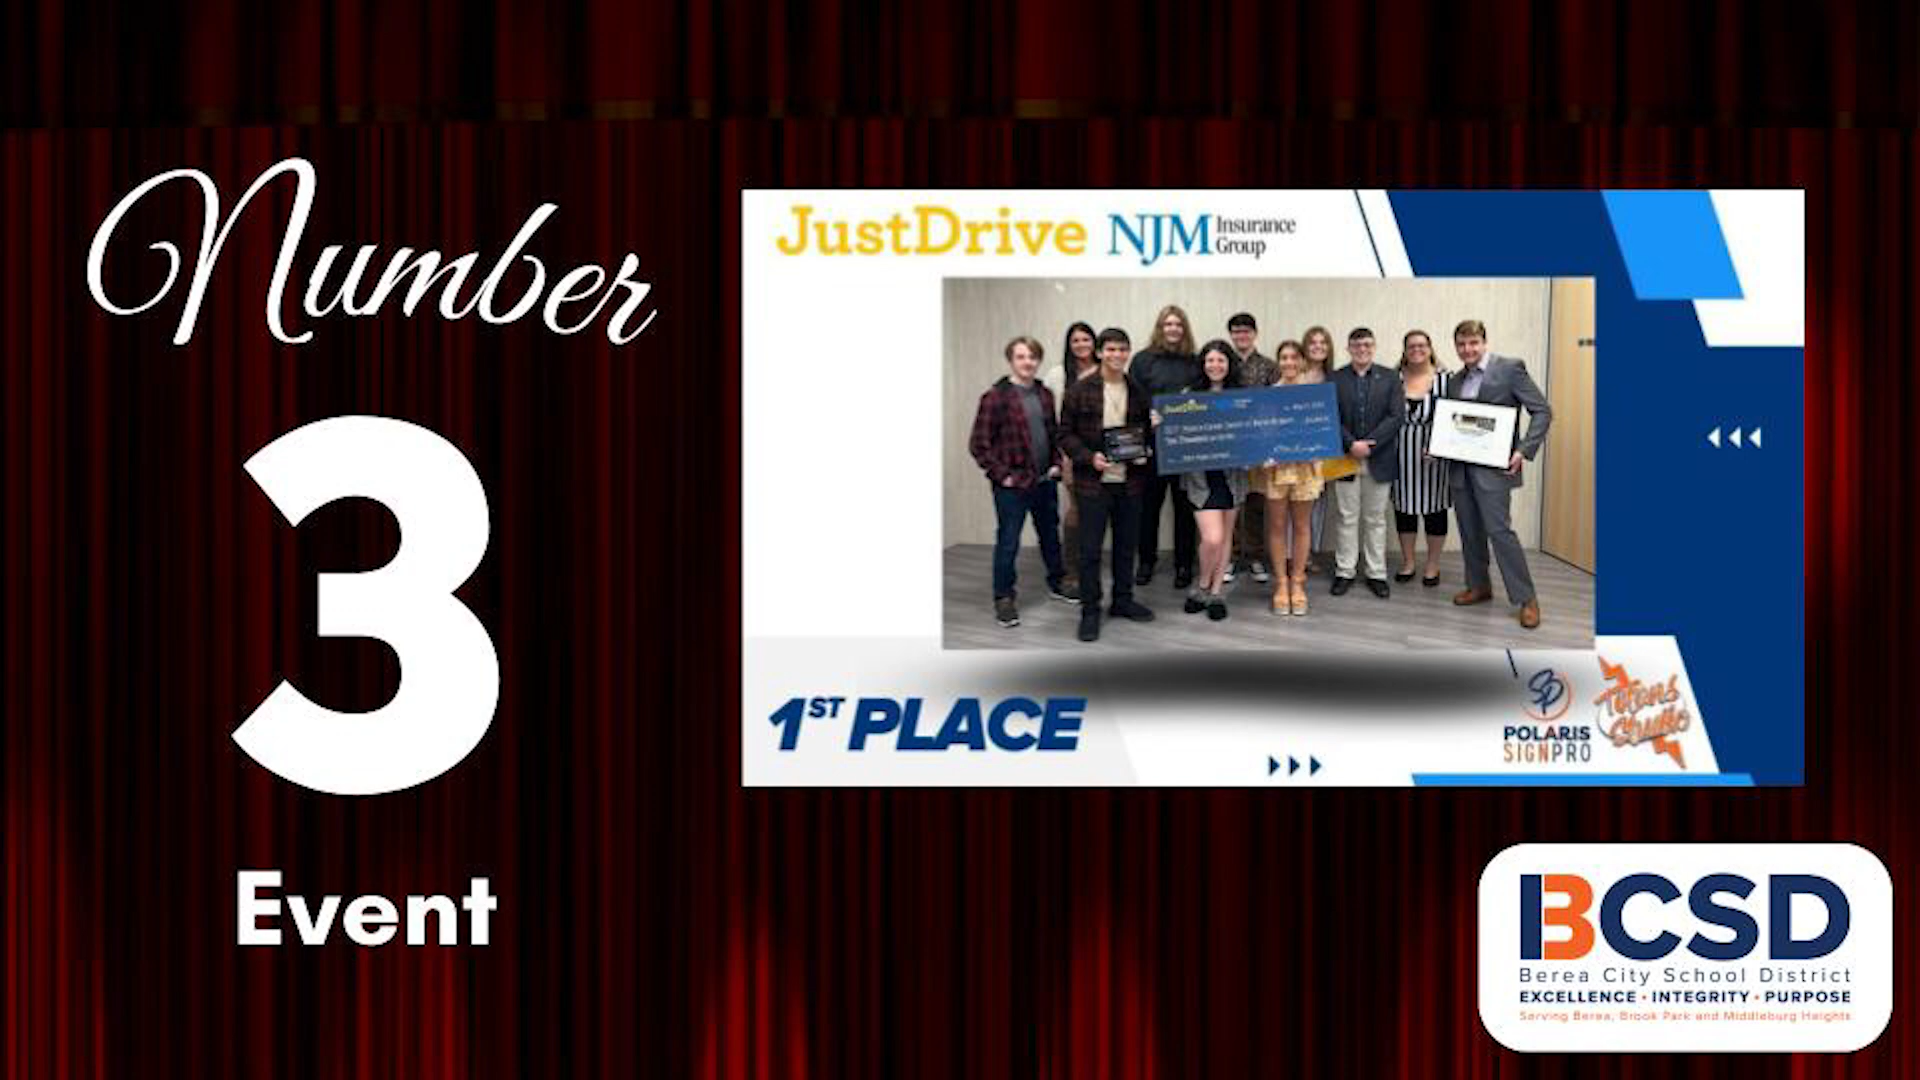 Number
3
Event
JustDrive NJM Insurance Group
JustDrive
1ST PLACE
POLARIS
SIGNPRO
Titans
Studio
BCSD
Berea City School District
EXCELLENCE • INTEGRITY • PURPOSE
Serving Berea, Brook Park and Middleburg Heights